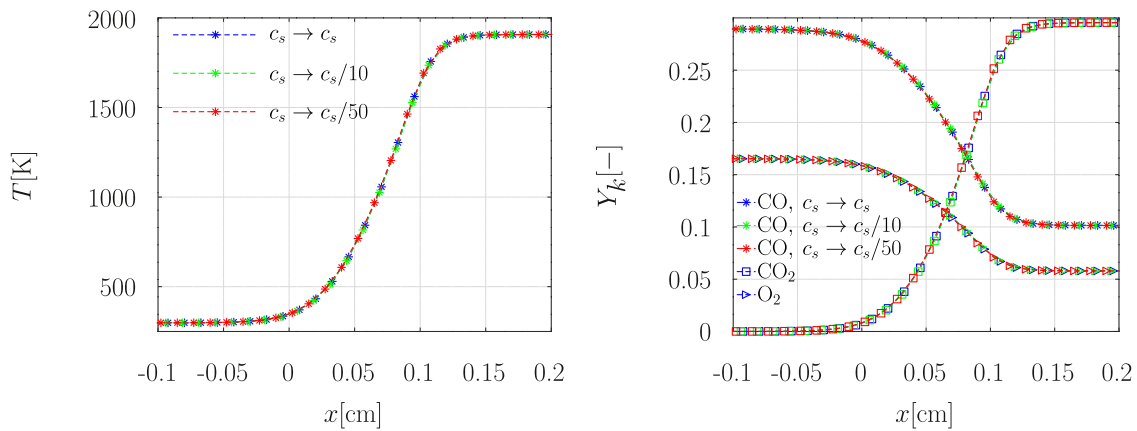 2000
1500
1000
500
T[K]
c_s → c_s
c_s → c_s/10
c_s → c_s/50
-0.1 -0.05 0 0.05 0.1 0.15 0.2
x[cm]
0.25
0.2
0.15
0.1
0.05
0
Y_k[−]
CO, c_s → c_s
CO, c_s → c_s/10
CO, c_s → c_s/50
CO₂
O₂
-0.1 -0.05 0 0.05 0.1 0.15 0.2
x[cm]